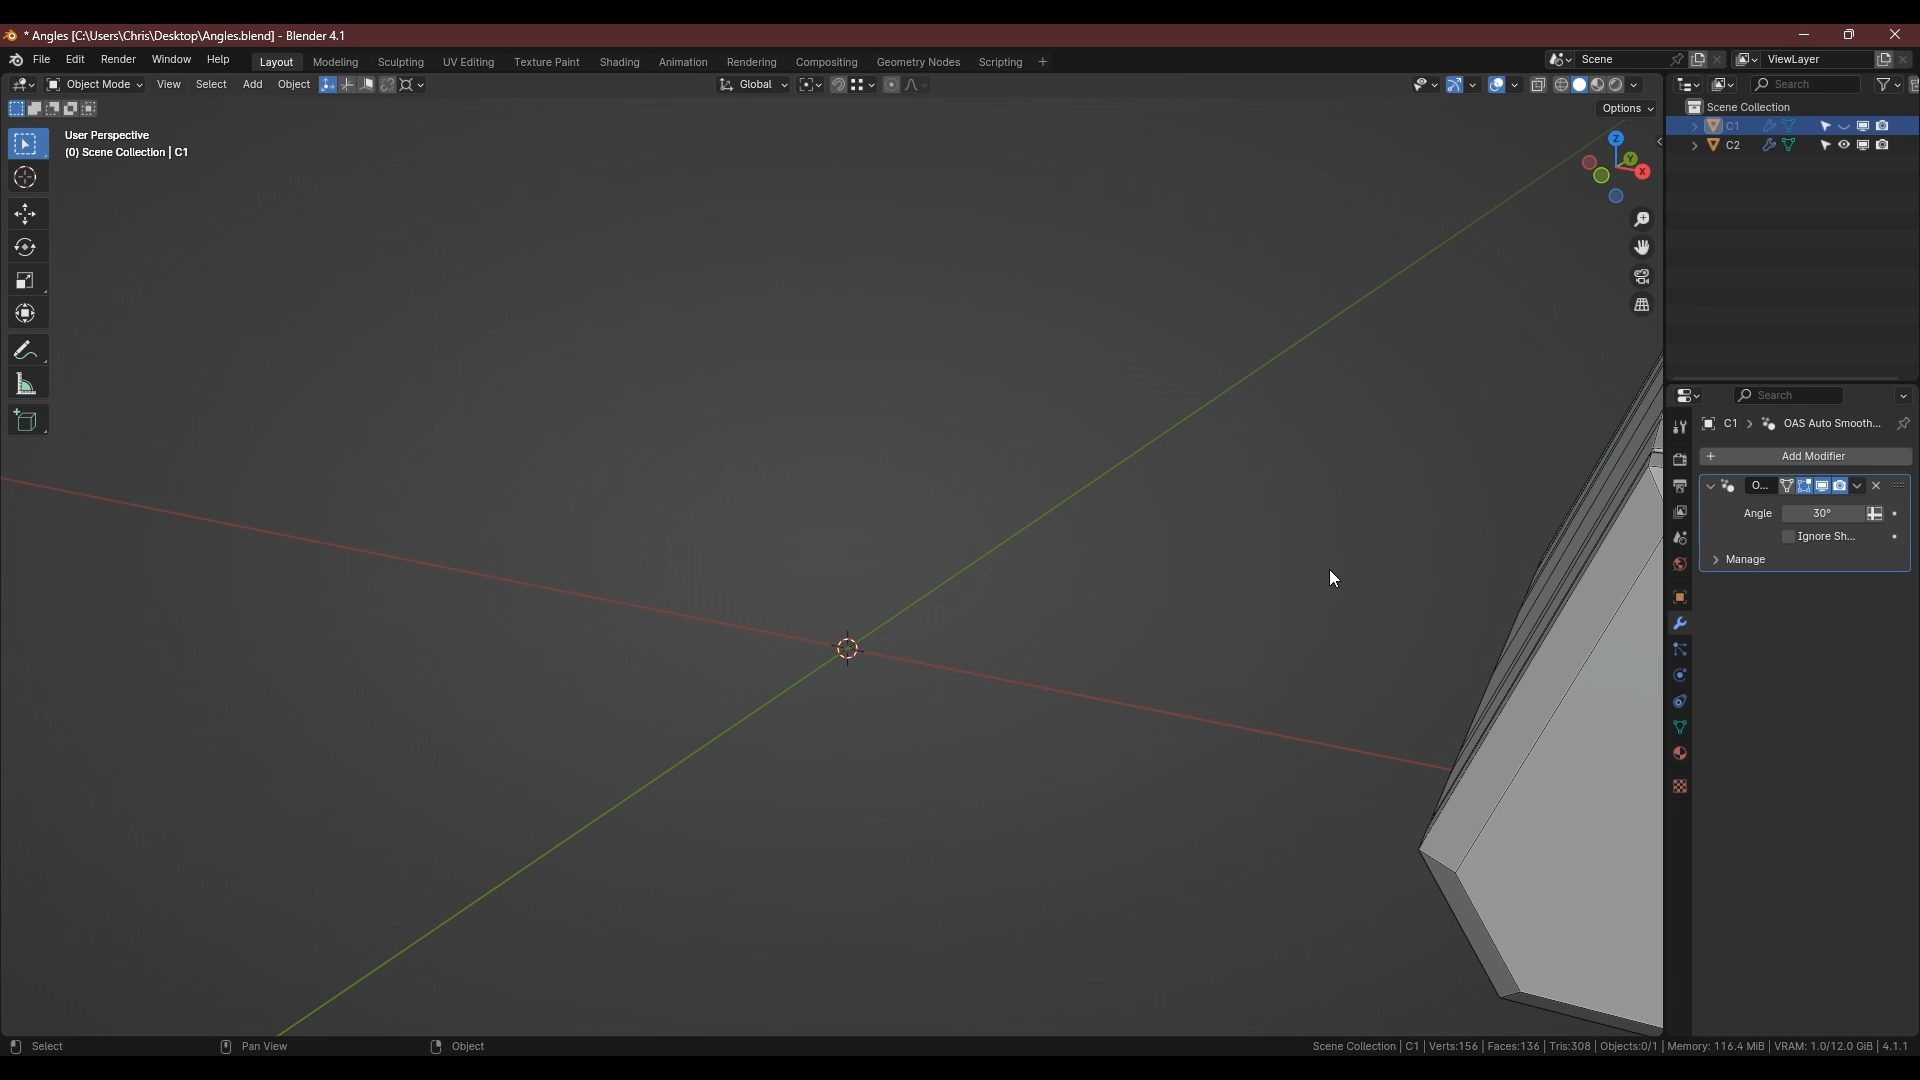 * Angles [C:\Users\Chris\Desktop\Angles.blend] - Blender 4.1
File Edit Render Window Help Layout Modeling Sculpting UV Editing Texture Paint Shading Animation Rendering Compositing Geometry Nodes Scripting + Scene ViewLayer
Object Mode View Select Add Object Global Search
Options
User Perspective
(0) Scene Collection | C1
Z
Y
X
Scene Collection
C1
C2
Search
C1 OAS Auto Smooth...
+ Add Modifier
O...
Angle 30°
Ignore Sh...
Manage
Select Pan View Object Scene Collection | C1 | Verts:156 | Faces:136 | Tris:308 | Objects:0/1 | Memory: 116.4 MiB | VRAM: 1.0/12.0 GiB | 4.1.1